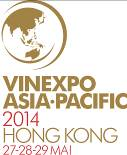 VINEXPO
ASIA·PACIFIC
2014
HONG KONG
27-28-29 MAI